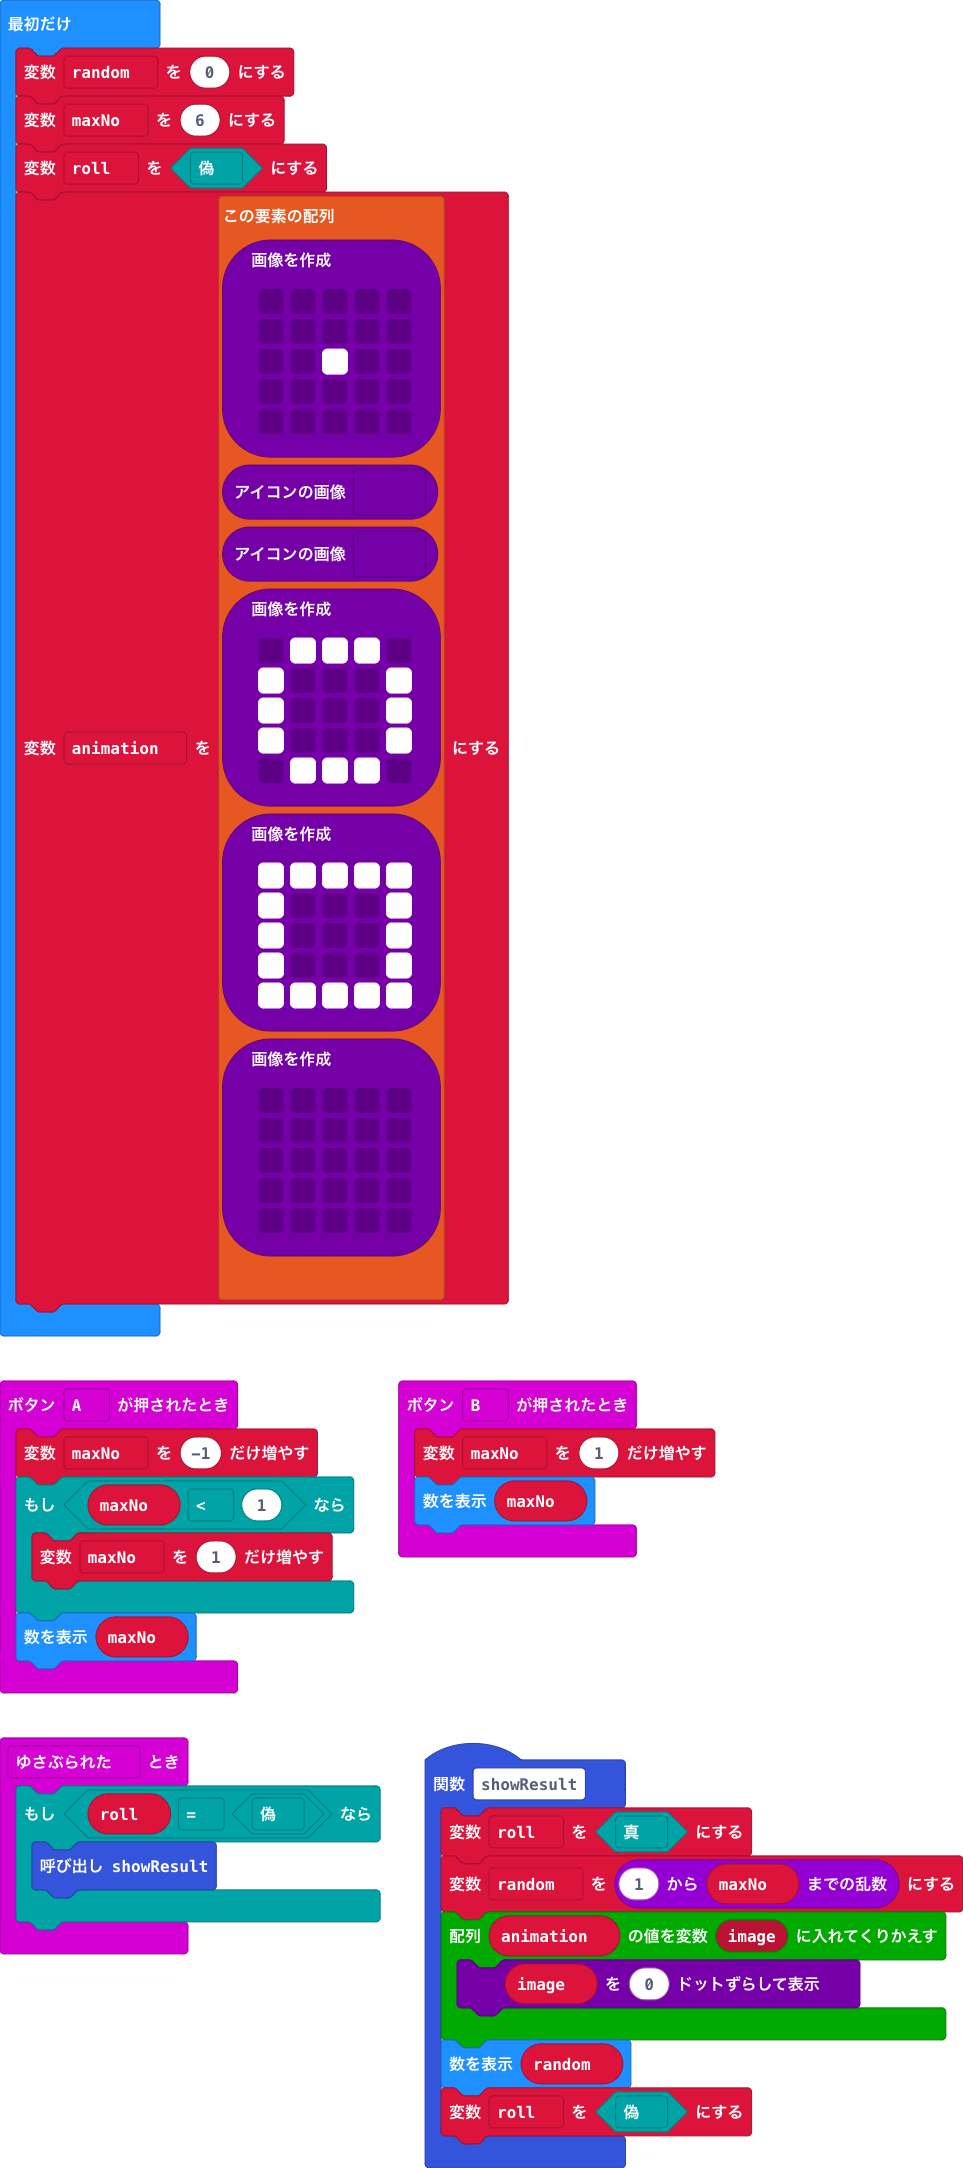 最初だけ
変数 random を 0 にする
変数 maxNo を 6 にする
変数 roll を 偽 にする
この要素の配列
画像を作成
アイコンの画像
アイコンの画像
画像を作成
変数 animation を にする
画像を作成
画像を作成
ボタン A が押されたとき
変数 maxNo を -1 だけ増やす
もし maxNo < 1 なら
変数 maxNo を 1 だけ増やす
数を表示 maxNo
ボタン B が押されたとき
変数 maxNo を 1 だけ増やす
数を表示 maxNo
ゆさぶられた とき
もし roll = 偽 なら
呼び出し showResult
関数 showResult
変数 roll を 真 にする
変数 random を 1 から maxNo までの乱数 にする
配列 animation の値を変数 image に入れてくりかえす
image を 0 ドットずらして表示
数を表示 random
変数 roll を 偽 にする